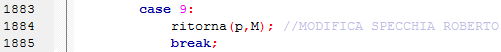 1883 case 9:
1884 ritorna(p,M); //MODIFICA SPECCHIA ROBERTO
1885 break;